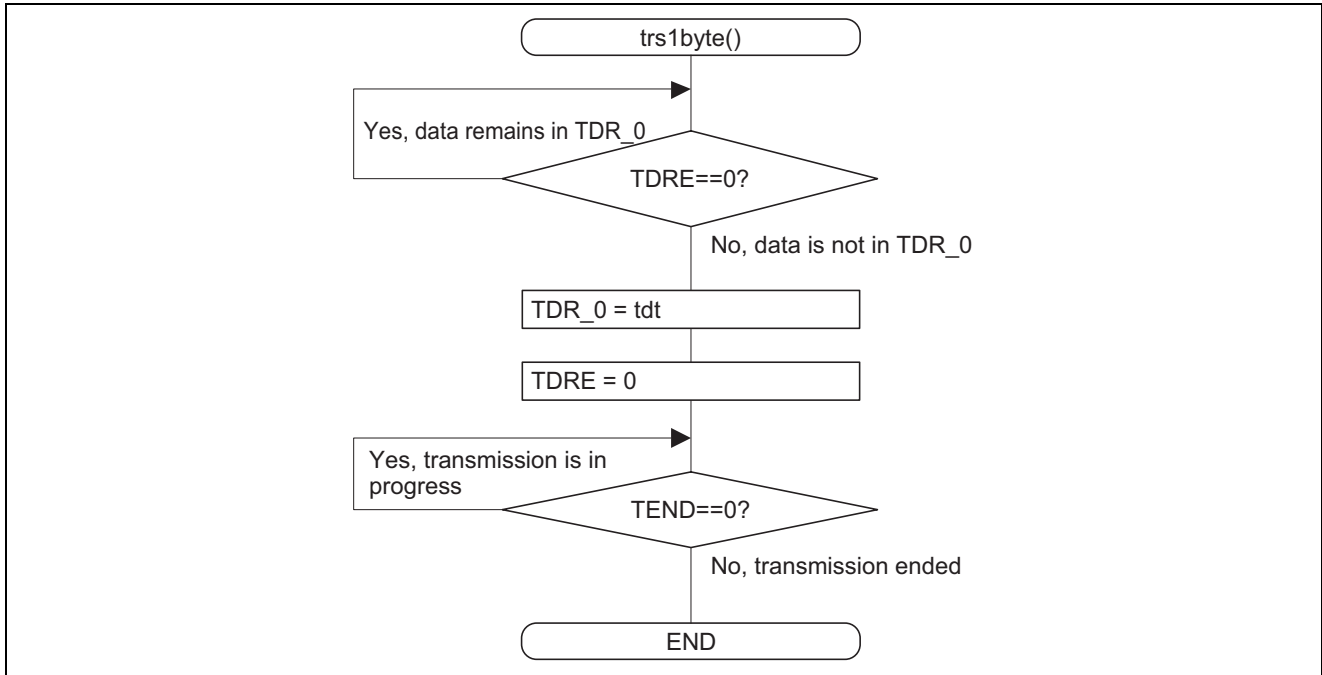 trs1byte()
Yes, data remains in TDR_0
TDRE==0?
No, data is not in TDR_0
TDR_0 = tdt
TDRE = 0
Yes, transmission is in
progress
TEND==0?
No, transmission ended
END